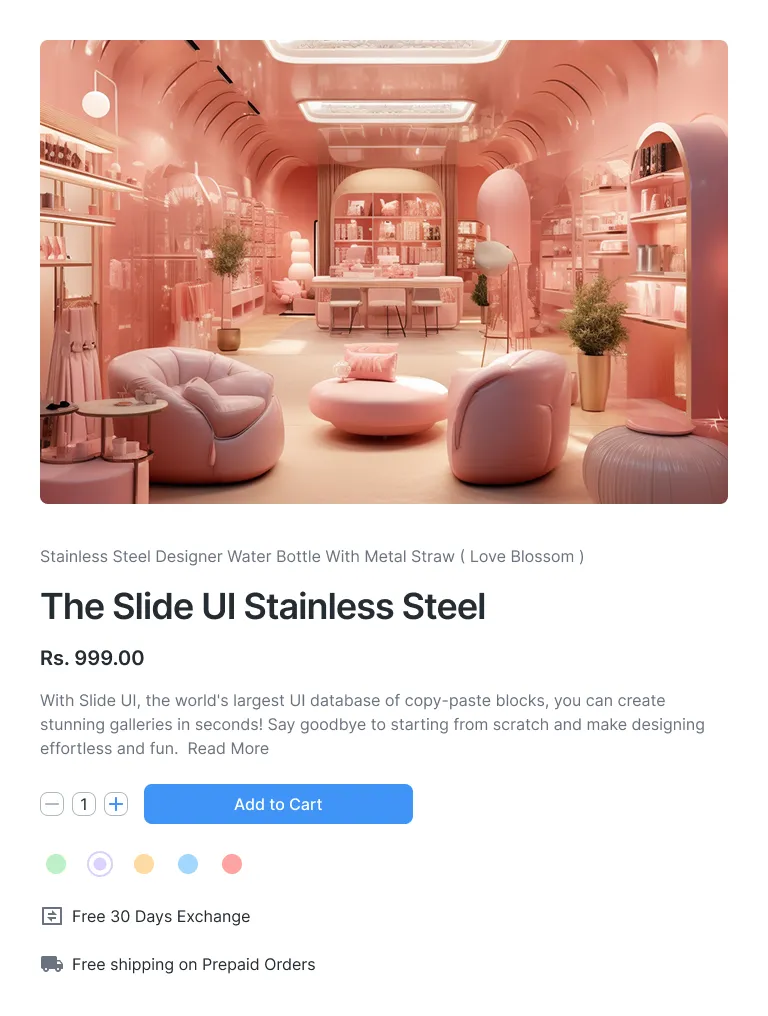 Stainless Steel Designer Water Bottle With Metal Straw ( Love Blossom )
The Slide UI Stainless Steel
Rs. 999.00
With Slide UI, the world's largest UI database of copy-paste blocks, you can create
stunning galleries in seconds! Say goodbye to starting from scratch and make designing
effortless and fun. Read More
1
Add to Cart
Free 30 Days Exchange
Free shipping on Prepaid Orders